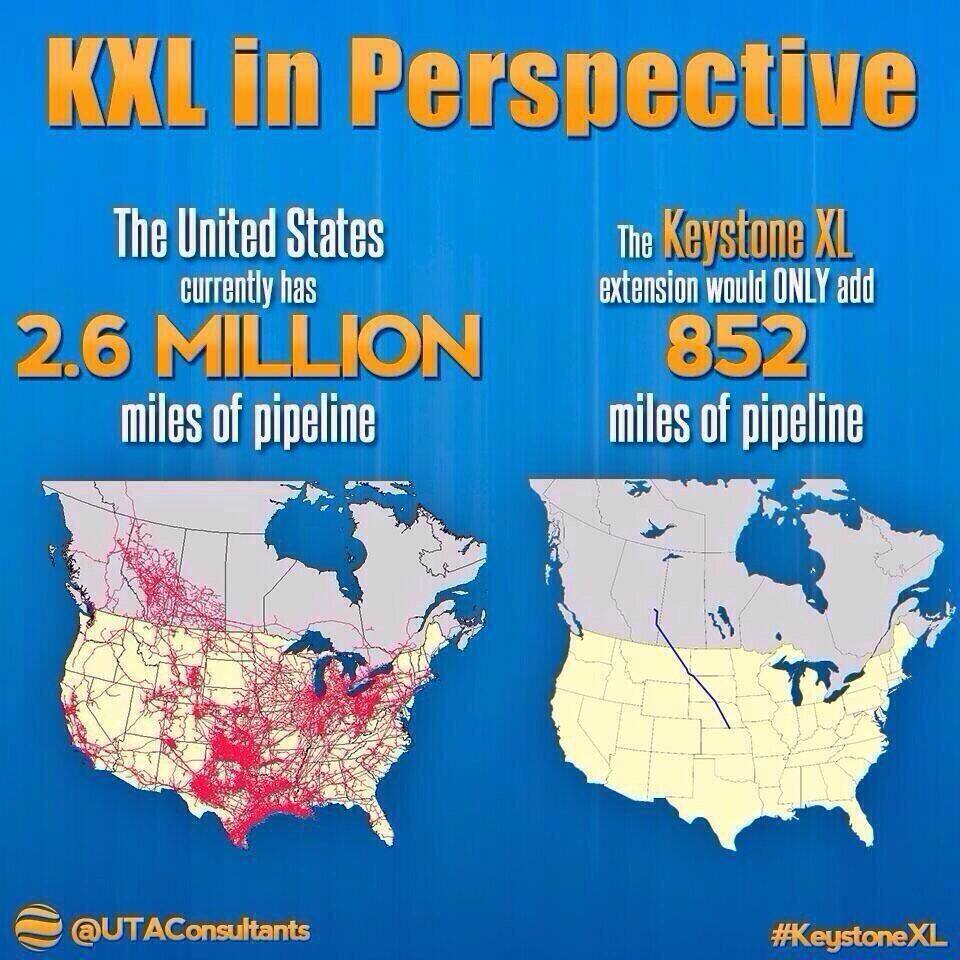 KXL in Perspective
The United States
currently has
2.6 MILLION
miles of pipeline
The Keystone XL
extension would ONLY add
852
miles of pipeline
@UTAConsultants
#KeystoneXL